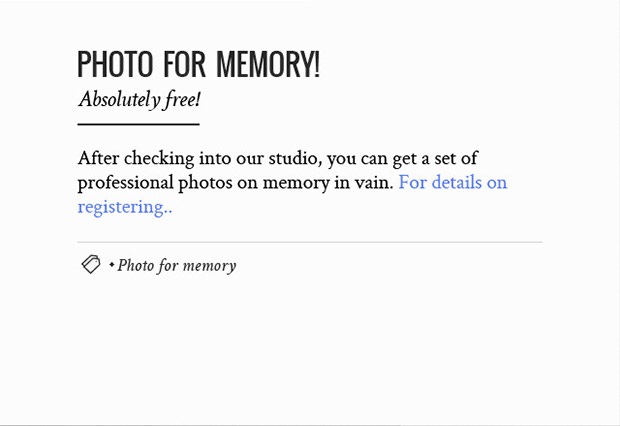 PHOTO FOR MEMORY!
Absolutely free!
After checking into our studio, you can get a set of
professional photos on memory in vain. For details on
registering..
Photo for memory